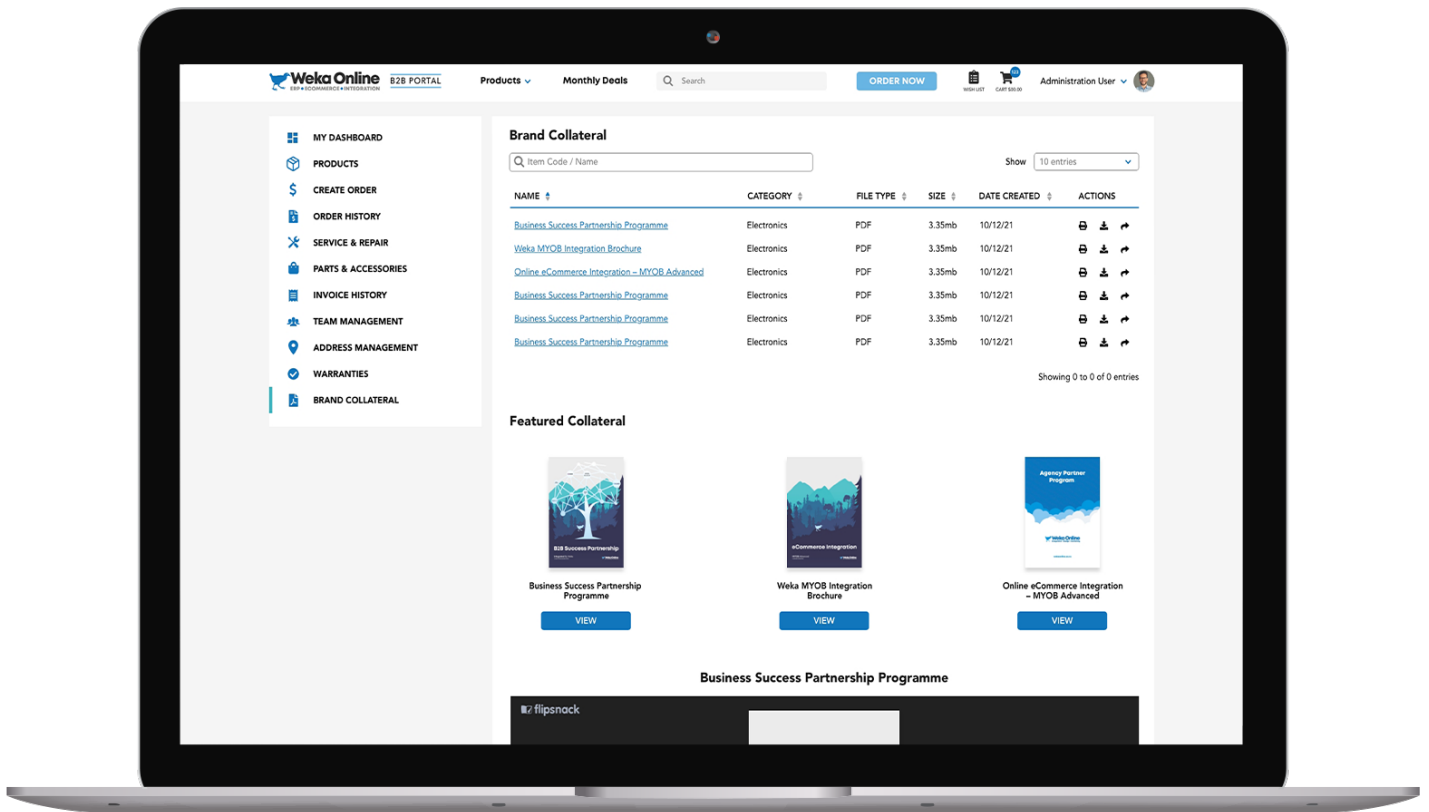 Weka Online
ERP • ECOMMERCE • INTEGRATION
B2B PORTAL
Products
Monthly Deals
Search
ORDER NOW
WISH LIST
CART $20.00
Administration User
MY DASHBOARD
PRODUCTS
CREATE ORDER
ORDER HISTORY
SERVICE & REPAIR
PARTS & ACCESSORIES
INVOICE HISTORY
TEAM MANAGEMENT
ADDRESS MANAGEMENT
WARRANTIES
BRAND COLLATERAL
Brand Collateral
Item Code / Name
Show 10 entries
NAME CATEGORY FILE TYPE SIZE DATE CREATED ACTIONS
Business Success Partnership Programme Electronics PDF 3.35mb 10/12/21
Weka MYOB Integration Brochure Electronics PDF 3.35mb 10/12/21
Online eCommerce Integration – MYOB Advanced Electronics PDF 3.35mb 10/12/21
Business Success Partnership Programme Electronics PDF 3.35mb 10/12/21
Business Success Partnership Programme Electronics PDF 3.35mb 10/12/21
Business Success Partnership Programme Electronics PDF 3.35mb 10/12/21
Showing 0 to 0 of 0 entries
Featured Collateral
B2B Success Partnership
eCommerce Integration
Agency Partner
Program
Weka Online
Business Success Partnership
Programme
VIEW
Weka MYOB Integration
Brochure
VIEW
Online eCommerce Integration
– MYOB Advanced
VIEW
Business Success Partnership Programme
flipsnack